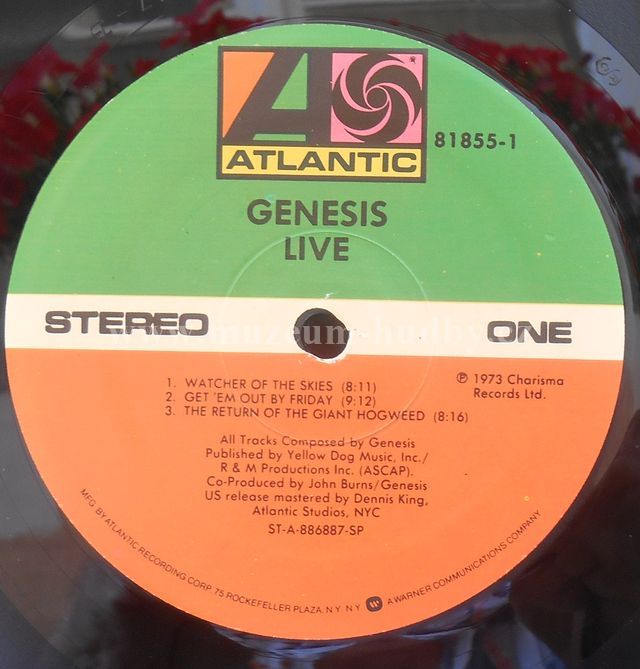 ATLANTIC
81855-1
GENESIS
LIVE
STEREO
ONE
1. WATCHER OF THE SKIES (8:11)
2. GET 'EM OUT BY FRIDAY (9:12)
3. THE RETURN OF THE GIANT HOGWEED (8:16)
℗ 1973 Charisma
Records Ltd.
All Tracks Composed by Genesis
Published by Yellow Dog Music, Inc./
R & M Productions Inc. (ASCAP).
Co-Produced by John Burns/Genesis
US release mastered by Dennis King,
Atlantic Studios, NYC
ST-A-886887-SP
MFG. BY ATLANTIC RECORDING CORP. 75 ROCKEFELLER PLAZA, N.Y. N.Y. A WARNER COMMUNICATIONS COMPANY